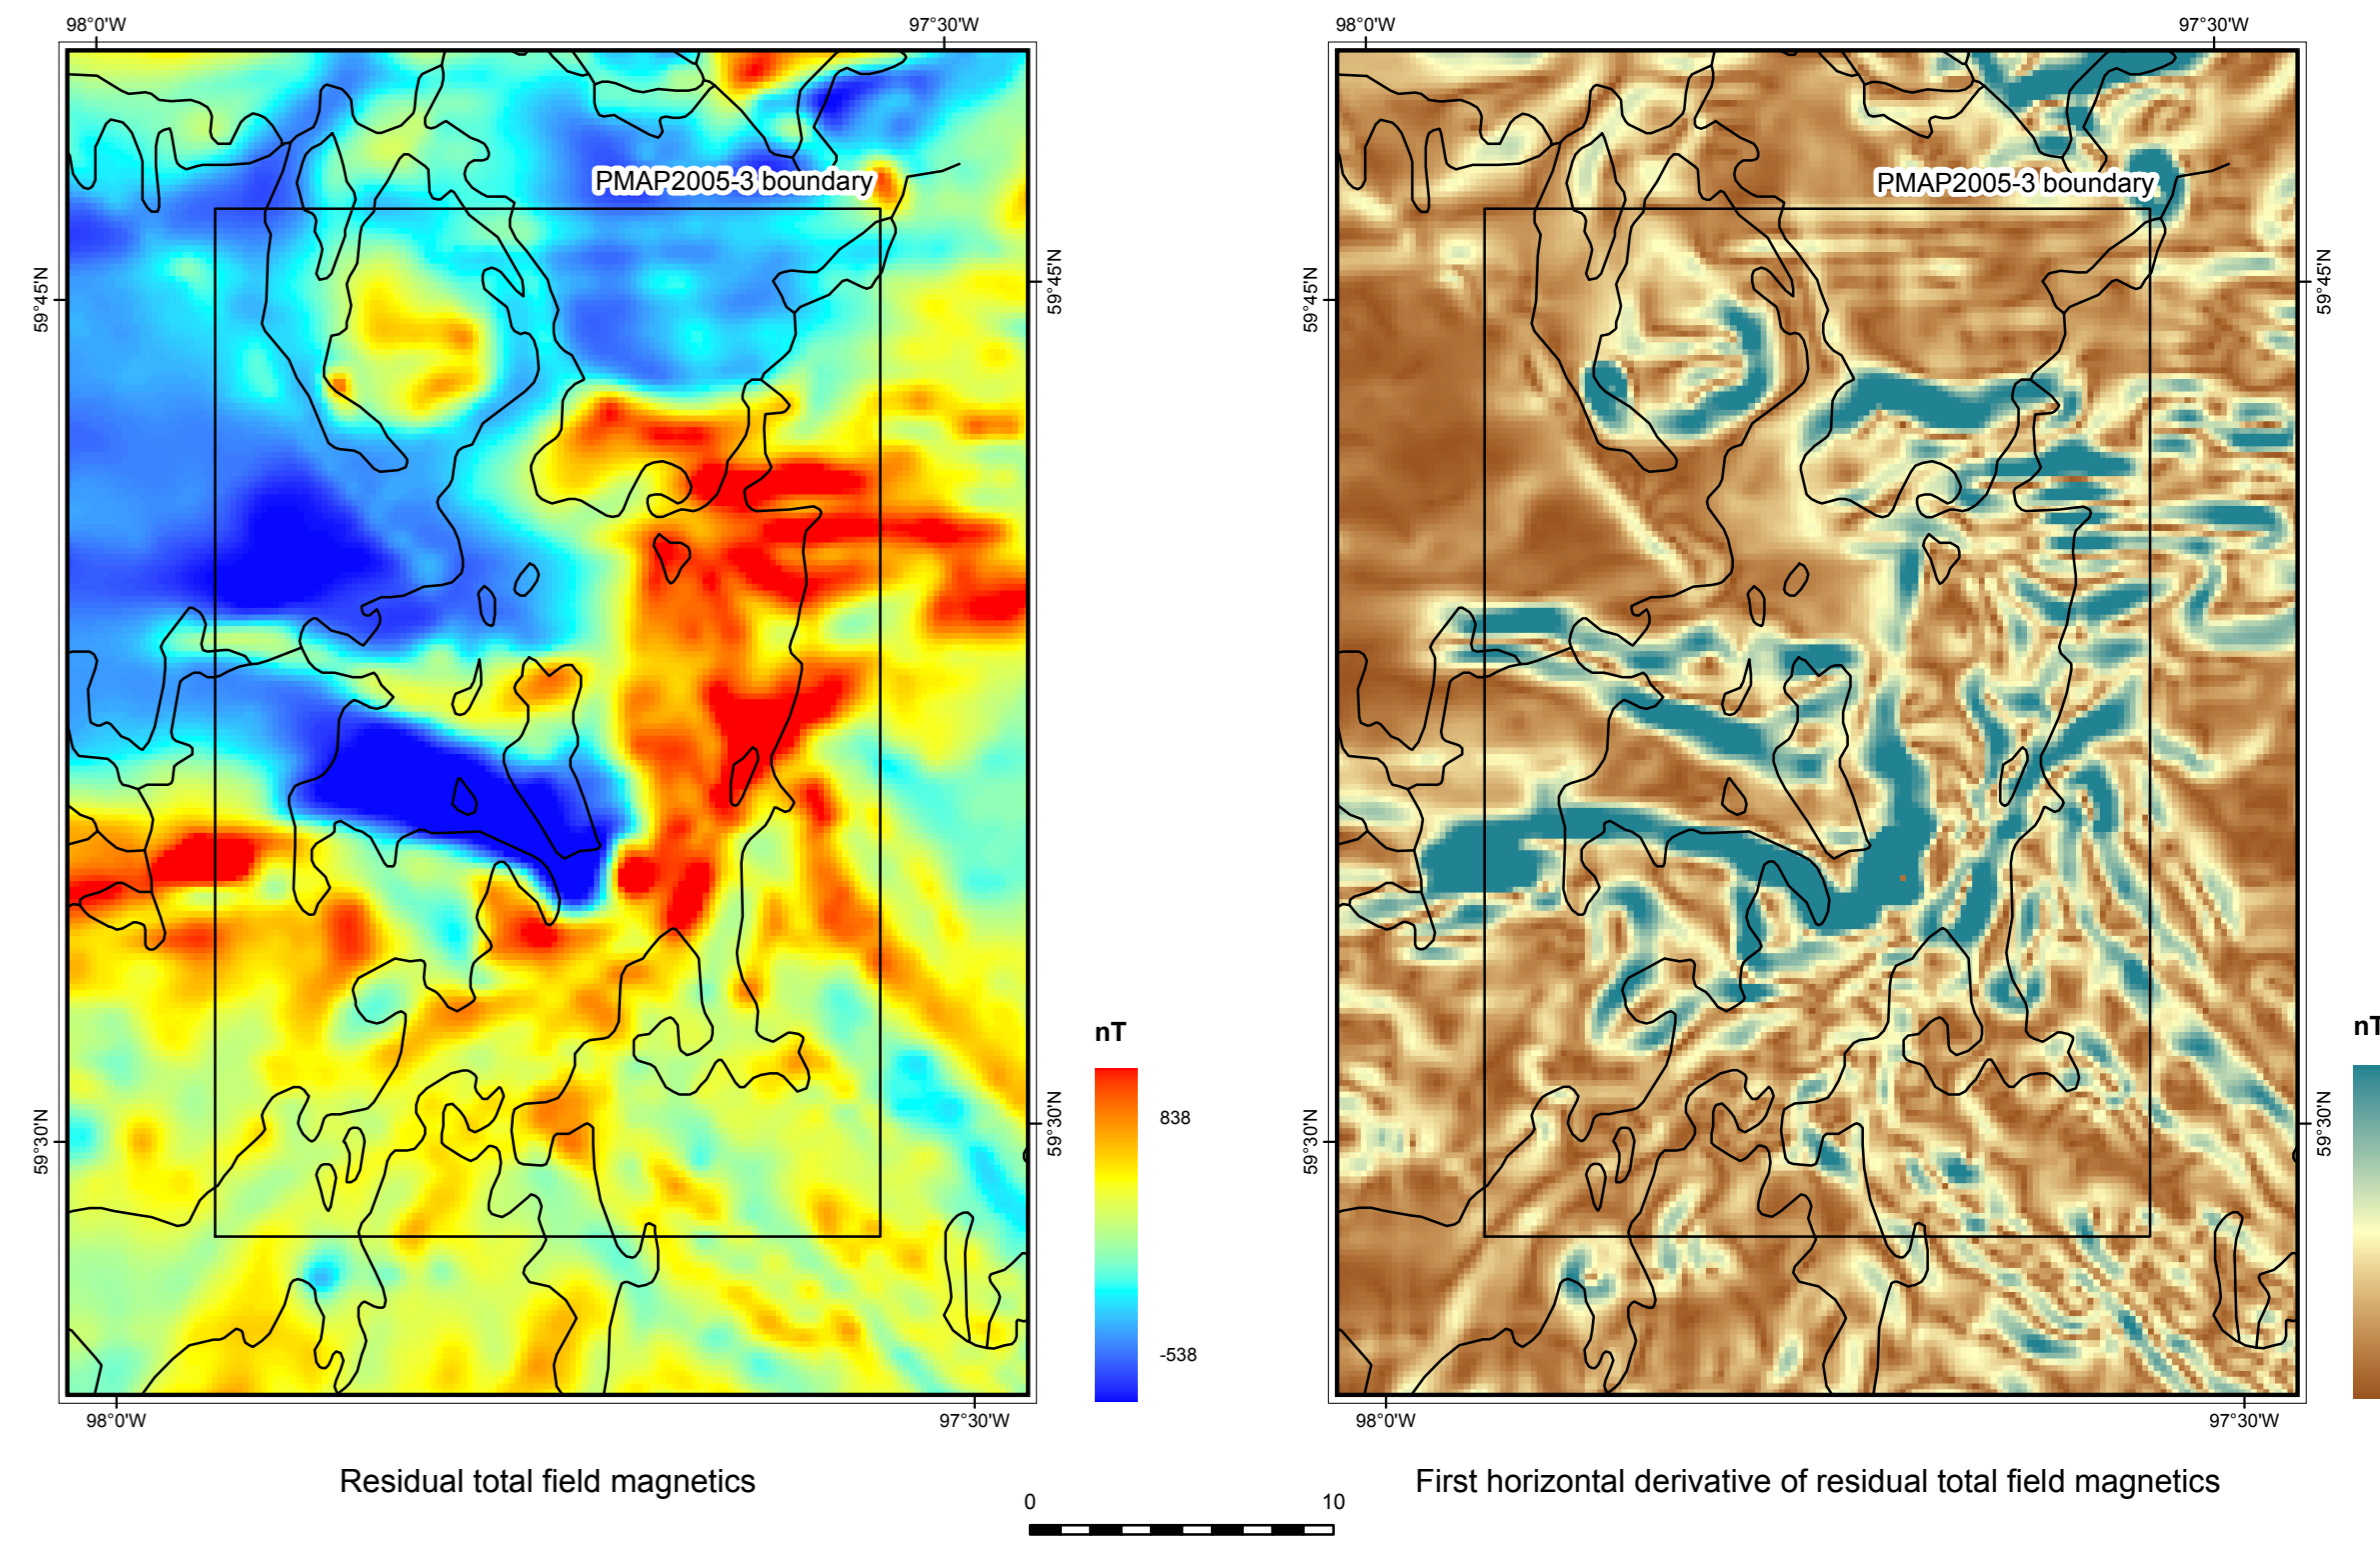 98°0'W 97°30'W 98°0'W 97°30'W
PMAP2005-3 boundary PMAP2005-3 boundary
59°45'N 59°45'N 59°45'N 59°45'N
nT nT
838
59°30'N 59°30'N 59°30'N 59°30'N
-538
98°0'W 97°30'W 98°0'W 97°30'W
Residual total field magnetics First horizontal derivative of residual total field magnetics
0 10